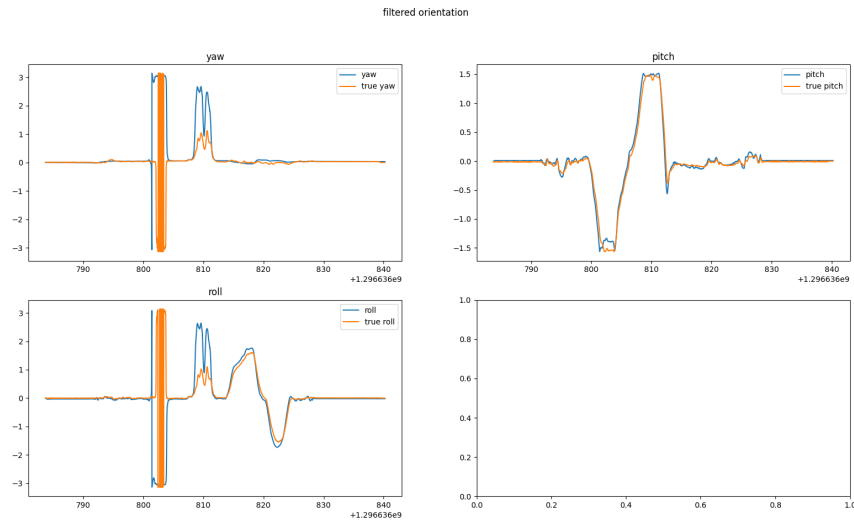 filtered orientation
yaw
3
2
1
0
−1
−2
−3
yaw
true yaw
790 800 810 820 830 840
+1.296636e9
pitch
1.5
1.0
0.5
0.0
−0.5
−1.0
−1.5
pitch
true pitch
790 800 810 820 830 840
+1.296636e9
roll
3
2
1
0
−1
−2
−3
roll
true roll
790 800 810 820 830 840
+1.296636e9
1.0
0.8
0.6
0.4
0.2
0.0
0.0 0.2 0.4 0.6 0.8 1.0